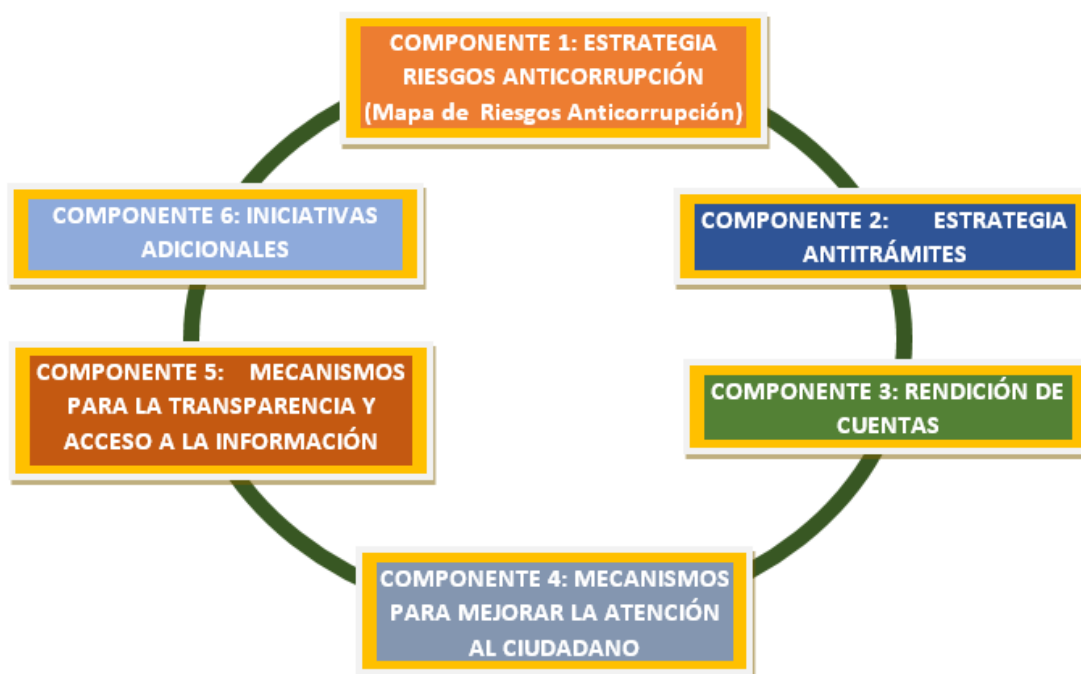 COMPONENTE 1: ESTRATEGIA
RIESGOS ANTICORRUPCIÓN
(Mapa de Riesgos Anticorrupción)
COMPONENTE 2: ESTRATEGIA
ANTITRÁMITES
COMPONENTE 3: RENDICIÓN DE
CUENTAS
COMPONENTE 4: MECANISMOS
PARA MEJORAR LA ATENCIÓN
AL CIUDADANO
COMPONENTE 5: MECANISMOS
PARA LA TRANSPARENCIA Y
ACCESO A LA INFORMACIÓN
COMPONENTE 6: INICIATIVAS
ADICIONALES